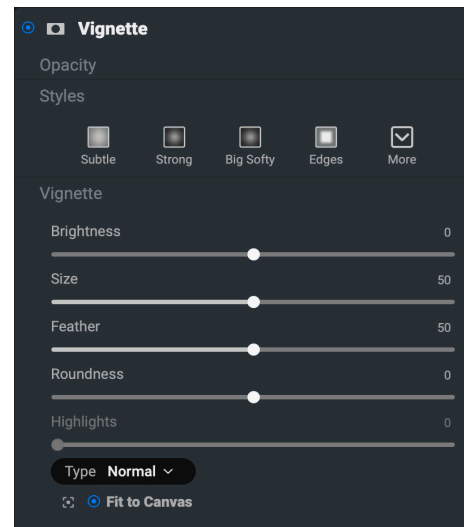 Vignette
Opacity
Styles
Subtle Strong Big Softy Edges More
Vignette
Brightness 0
Size 50
Feather 50
Roundness 0
Highlights 0
Type Normal
Fit to Canvas